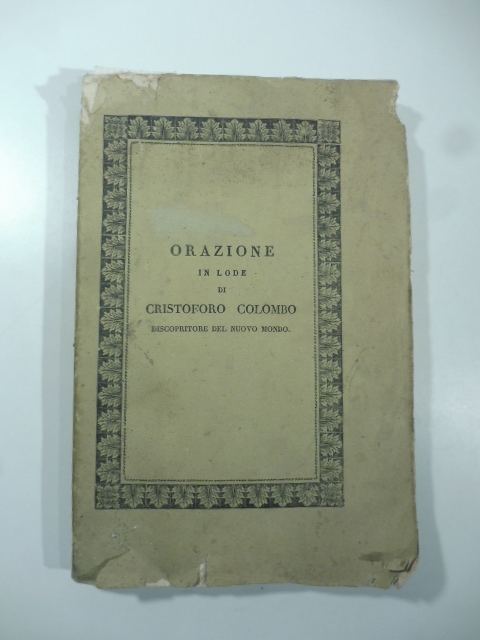 ORAZIONE
IN LODE
DI
CRISTOFORO COLOMBO
DISCOPRITORE DEL NUOVO MONDO.